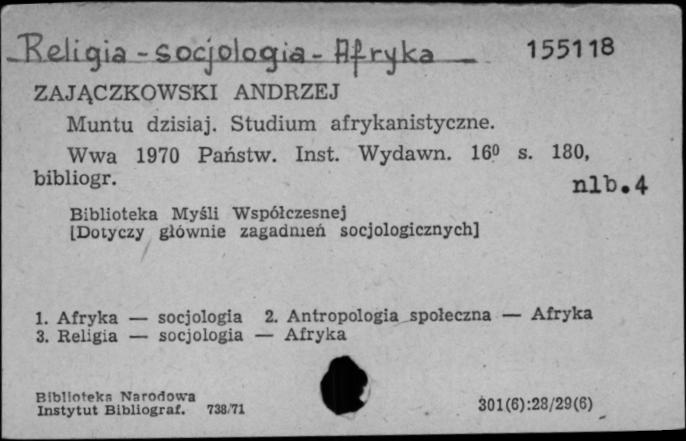 Religia - socjologia - Afryka 155118
ZAJĄCZKOWSKI ANDRZEJ
Muntu dzisiaj. Studium afrykanistyczne.
Wwa 1970 Państw. Inst. Wydawn. 16º s. 180,
bibliogr.
nlb.4
Biblioteka Myśli Współczesnej
[Dotyczy głównie zagadnień socjologicznych]
1. Afryka — socjologia 2. Antropologia społeczna — Afryka
3. Religia — socjologia — Afryka
Biblioteka Narodowa
Instytut Bibliograf. 738/71 301(6):28/29(6)